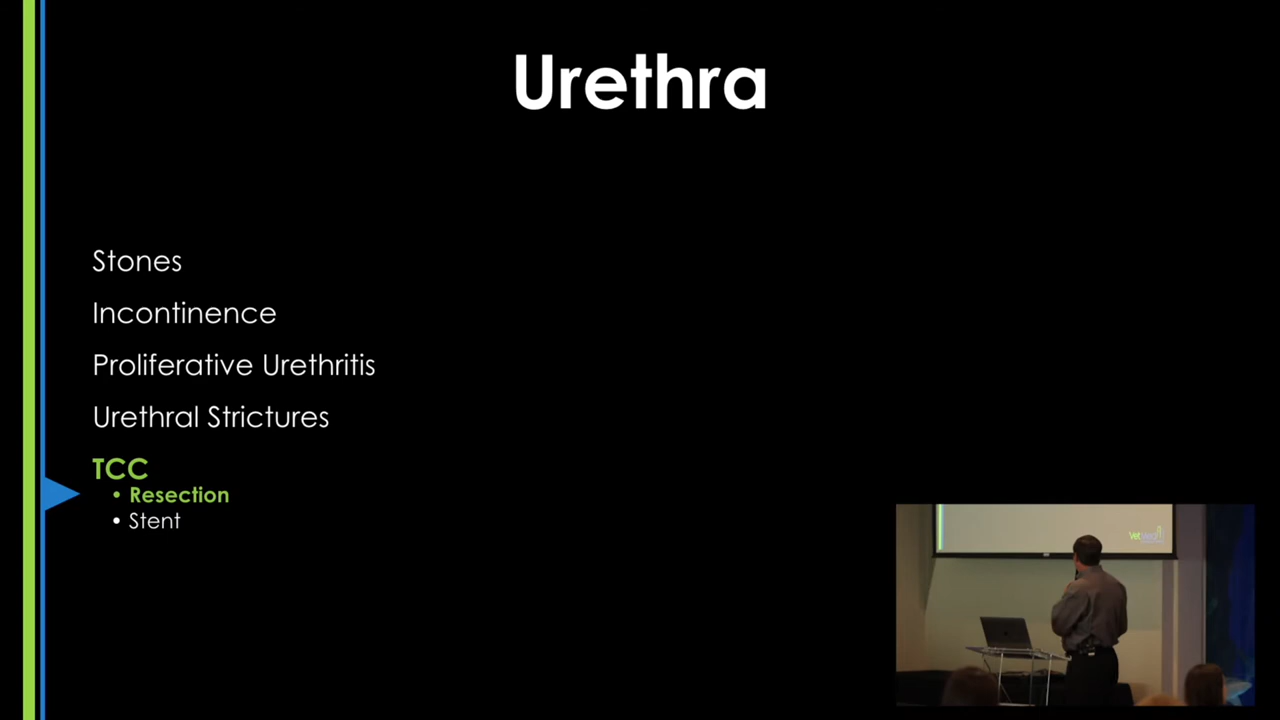 Urethra
Stones
Incontinence
Proliferative Urethritis
Urethral Strictures
TCC
• Resection
• Stent